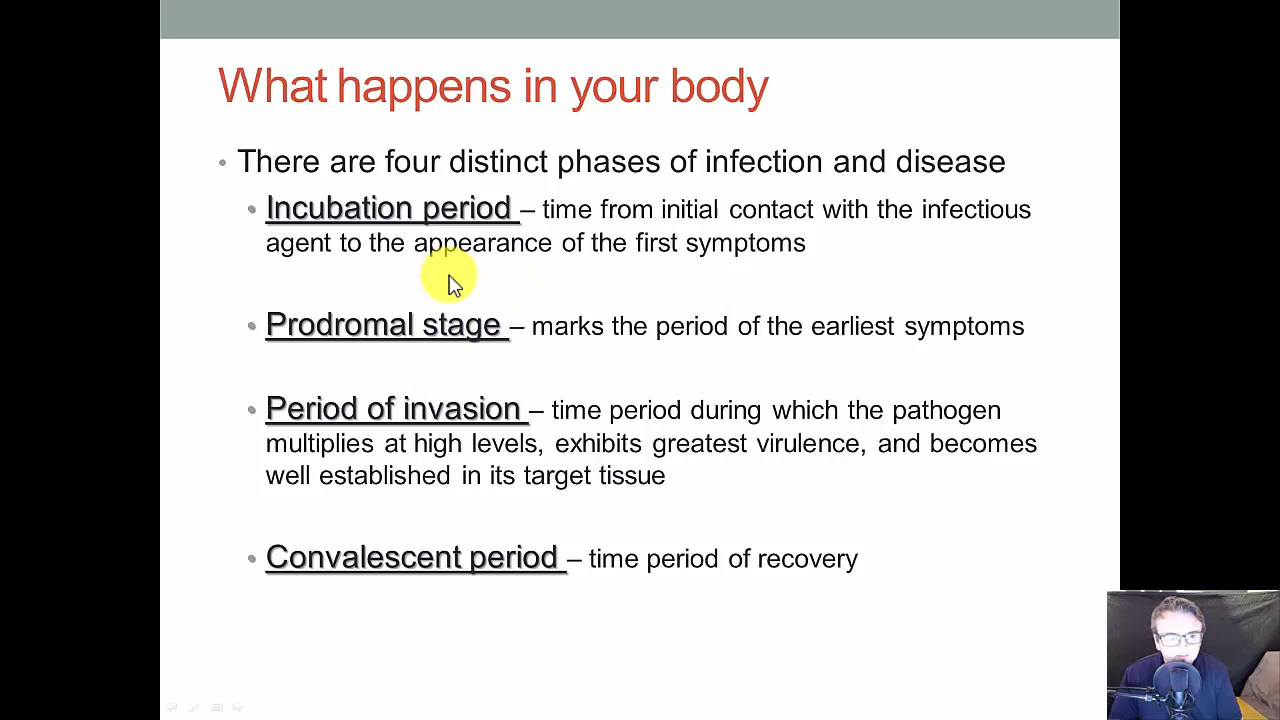 What happens in your body
• There are four distinct phases of infection and disease
• Incubation period – time from initial contact with the infectious
agent to the appearance of the first symptoms
• Prodromal stage – marks the period of the earliest symptoms
• Period of invasion – time period during which the pathogen
multiplies at high levels, exhibits greatest virulence, and becomes
well established in its target tissue
• Convalescent period – time period of recovery